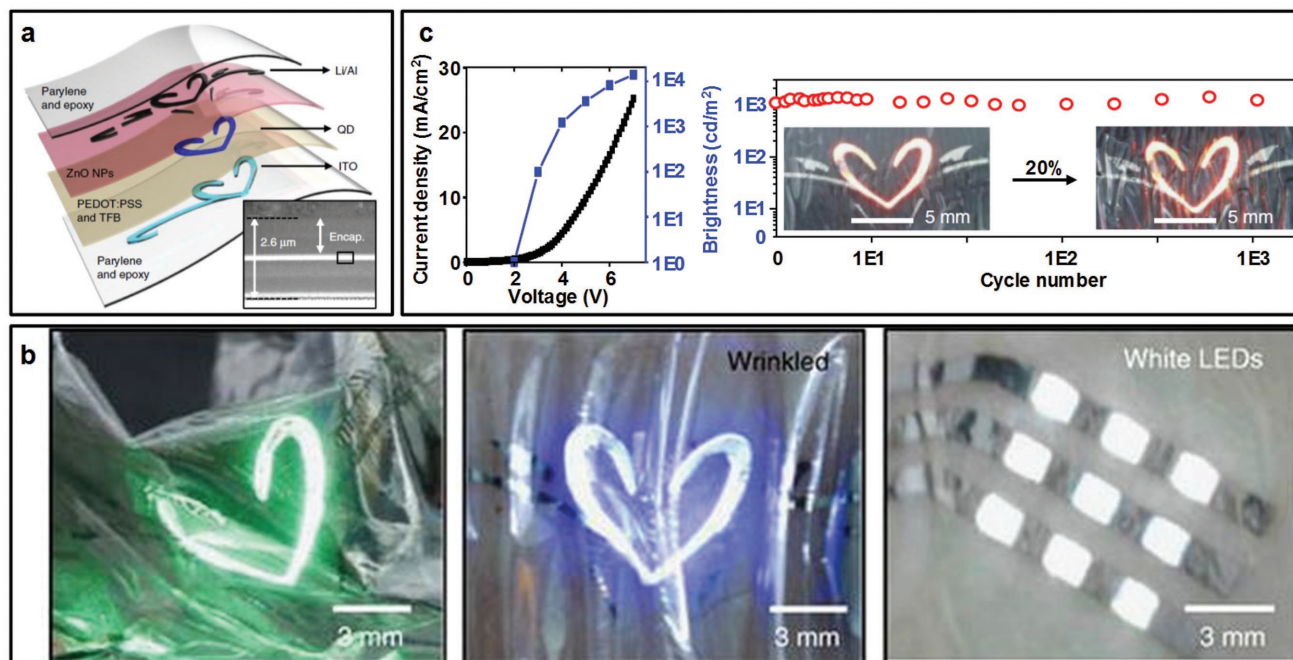 a
Li/Al
Parylene
and epoxy
QD
ZnO NPs
ITO
PEDOT:PSS
and TFB
2.6 μm
Encap.
Parylene
and epoxy
c
Current density (mA/cm²)
30
20
10
0
0 2 4 6
Voltage (V)
1E4
1E3
1E2
1E1
1E0
Brightness (cd/m²)
1E3
1E2
1E1
0
20%
5 mm
5 mm
0 1E1 1E2 1E3
Cycle number
b
3 mm
Wrinkled
3 mm
White LEDs
3 mm